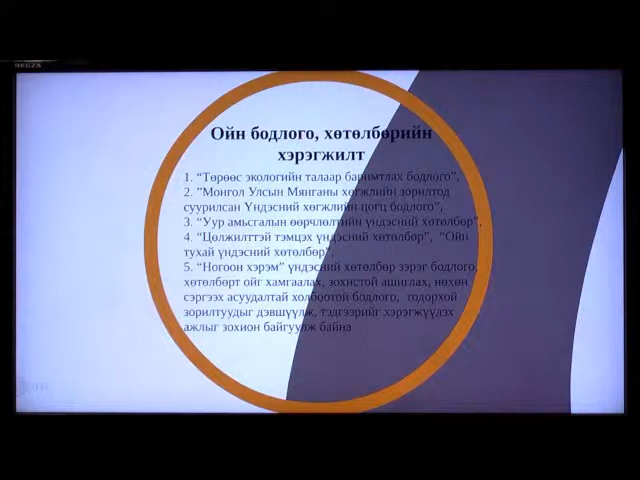 REGZA
Ойн бодлого, хөтөлбөрийн
хэрэгжилт
1. “Төрөөс экологийн талаар баримтлах бодлого”,
2. ”Монгол Улсын Мянганы хөгжлийн зорилтод
суурилсан Үндэсний хөгжлийн цогц бодлого”,
3. “Уур амьсгалын өөрчлөлтийн үндэсний хөтөлбөр”,
4. “Цөлжилттэй тэмцэх үндэсний хөтөлбөр”, “Ойн
тухай үндэсний хөтөлбөр”,
5. “Ногоон хэрэм” үндэсний хөтөлбөр зэрэг бодлого,
хөтөлбөрт ойг хамгаалах, зохистой ашиглах, нөхөн
сэргээх асуудалтай холбоотой бодлого, тодорхой
зорилтуудыг дэвшүүлж, тэдгээрийг хэрэгжүүлэх
ажлыг зохион байгуулж байна